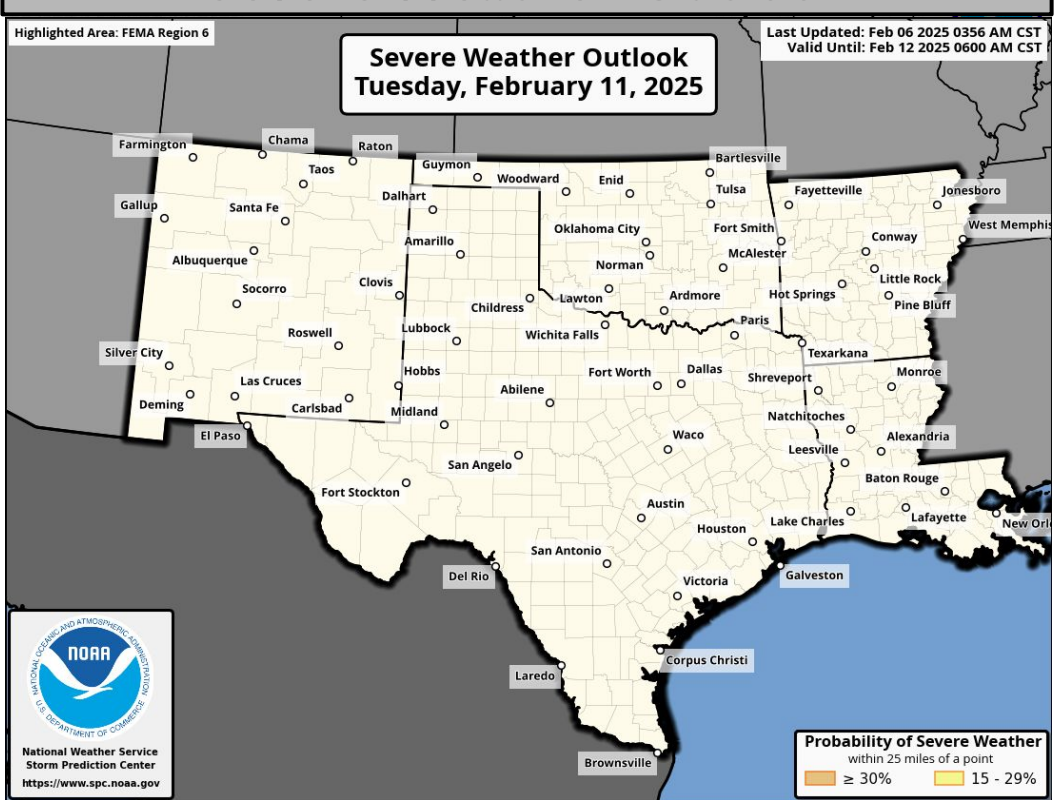 Highlighted Area: FEMA Region 6
Severe Weather Outlook
Tuesday, February 11, 2025
Last Updated: Feb 06 2025 0356 AM CST
Valid Until: Feb 12 2025 0600 AM CST
Farmington
Chama
Raton
Taos
Guymon
Woodward
Enid
Bartlesville
Tulsa
Fayetteville
Jonesboro
Gallup
Santa Fe
Dalhart
West Memphis
Amarillo
Oklahoma City
Fort Smith
Conway
Albuquerque
Norman
McAlester
Little Rock
Socorro
Clovis
Childress
Lawton
Ardmore
Hot Springs
Pine Bluff
Roswell
Lubbock
Wichita Falls
Paris
Silver City
Texarkana
Las Cruces
Hobbs
Fort Worth
Dallas
Shreveport
Monroe
Deming
Carlsbad
Midland
Abilene
Natchitoches
El Paso
Waco
Leesville
Alexandria
San Angelo
Fort Stockton
Baton Rouge
Austin
Houston
Lake Charles
Lafayette
New Orl
San Antonio
Del Rio
Victoria
Galveston
Laredo
Corpus Christi
Brownsville
NATIONAL OCEANIC AND ATMOSPHERIC ADMINISTRATION
NOAA
U.S. DEPARTMENT OF COMMERCE
National Weather Service
Storm Prediction Center
https://www.spc.noaa.gov
Probability of Severe Weather
within 25 miles of a point
≥ 30%
15 - 29%